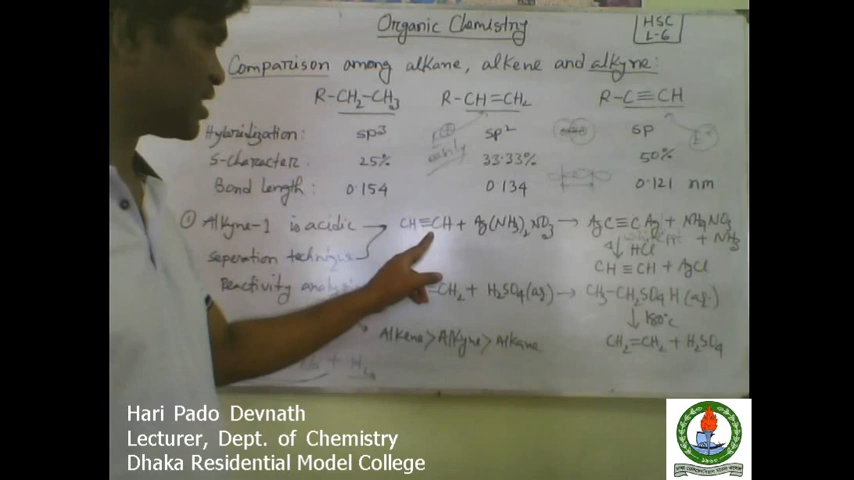 Organic Chemistry
HSC
L-6
Comparison among alkane, alkene and alkyne:
R-CH2-CH3 R-CH=CH2 R-C≡CH
Hybridization: sp3 sp2 sp
easily
S-character: 25% 33.33% 50%
Bond length: 0.154 0.134 0.121 nm
① Alkyne-1 is acidic → CH≡CH + Ag(NH3)2NO3 → AgC≡CAg + NH4NO3
+ NH3
seperation technique
HCl
CH≡CH + AgCl
Reactivity CH2 + H2SO4(aq) → CH3-CH2SO4H(aq)
↓ 180°C
Alkene > Alkyne > Alkane
CH2=CH2 + H2SO4
Hari Pado Devnath
Lecturer, Dept. of Chemistry
Dhaka Residential Model College